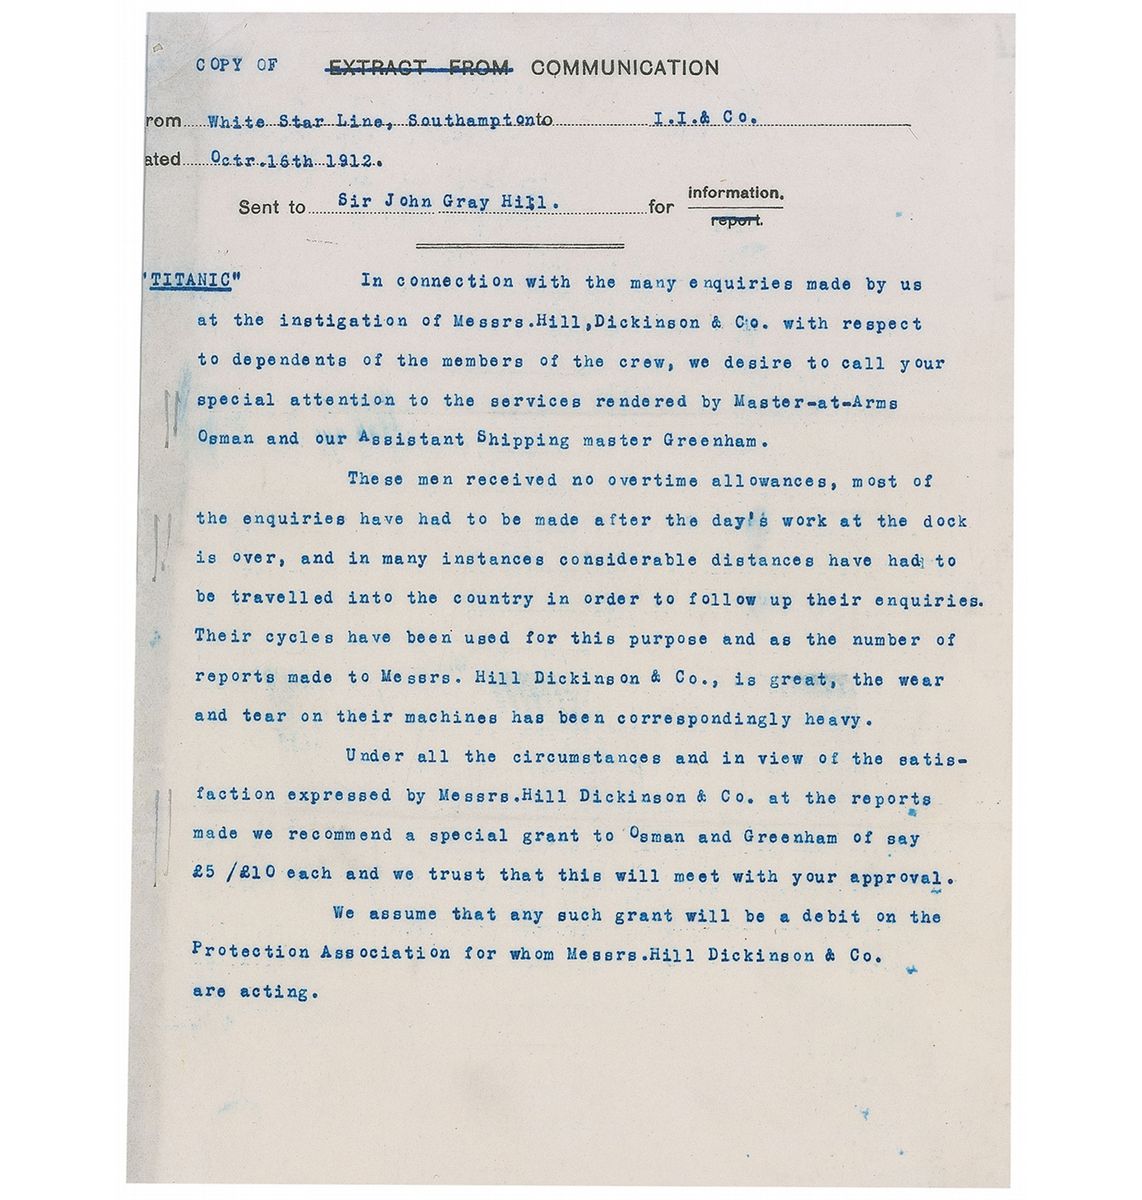 COPY OF EXTRACT FROM COMMUNICATION
rom White Star Line, Southampton to I.I.& Co.
ated Octr.16th 1912.
Sent to Sir John Gray Hill. for information.
report.
"TITANIC" In connection with the many enquiries made by us
at the instigation of Messrs.Hill,Dickinson & Co. with respect
to dependents of the members of the crew, we desire to call your
special attention to the services rendered by Master-at-Arms
Osman and our Assistant Shipping master Greenham.
These men received no overtime allowances, most of
the enquiries have had to be made after the day's work at the dock
is over, and in many instances considerable distances have had to
be travelled into the country in order to follow up their enquiries.
Their cycles have been used for this purpose and as the number of
reports made to Messrs. Hill Dickinson & Co., is great, the wear
and tear on their machines has been correspondingly heavy.
Under all the circumstances and in view of the satis-
faction expressed by Messrs.Hill Dickinson & Co. at the reports
made we recommend a special grant to Osman and Greenham of say
£5 /£10 each and we trust that this will meet with your approval.
We assume that any such grant will be a debit on the
Protection Association for whom Messrs.Hill Dickinson & Co.
are acting.